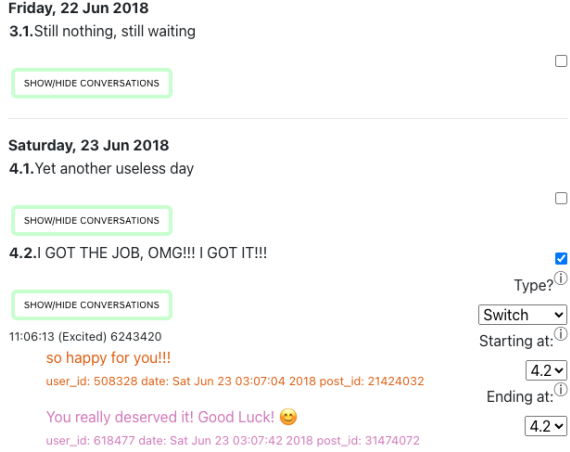 Friday, 22 Jun 2018
3.1.Still nothing, still waiting
SHOW/HIDE CONVERSATIONS
Saturday, 23 Jun 2018
4.1.Yet another useless day
SHOW/HIDE CONVERSATIONS
4.2.I GOT THE JOB, OMG!!! I GOT IT!!!
Type?ⓘ
SHOW/HIDE CONVERSATIONS
Switch
11:06:13 (Excited) 6243420
Starting at:ⓘ
so happy for you!!!
4.2
user_id: 508328 date: Sat Jun 23 03:07:04 2018 post_id: 21424032
Ending at:ⓘ
You really deserved it! Good Luck! 😊
4.2
user_id: 618477 date: Sat Jun 23 03:07:42 2018 post_id: 31474072